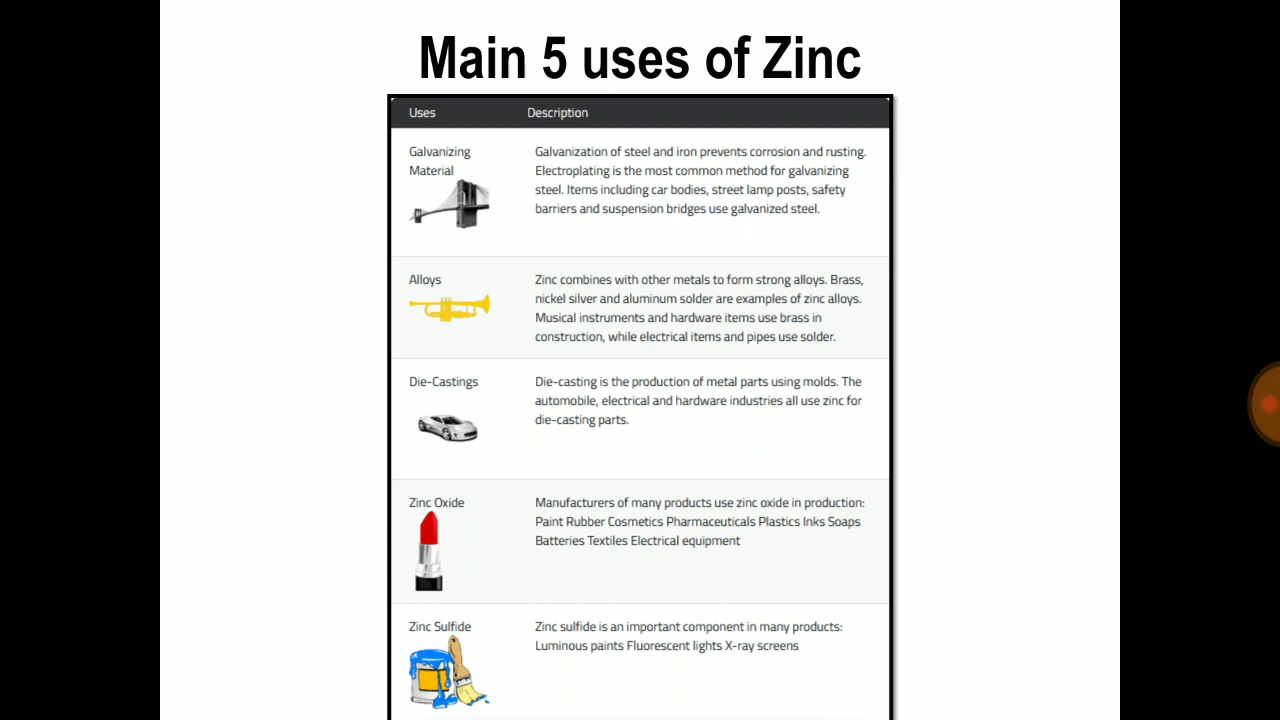 Main 5 uses of Zinc
Uses Description
Galvanizing
Material
Galvanization of steel and iron prevents corrosion and rusting.
Electroplating is the most common method for galvanizing
steel. Items including car bodies, street lamp posts, safety
barriers and suspension bridges use galvanized steel.
Alloys
Zinc combines with other metals to form strong alloys. Brass,
nickel silver and aluminum solder are examples of zinc alloys.
Musical instruments and hardware items use brass in
construction, while electrical items and pipes use solder.
Die-Castings
Die-casting is the production of metal parts using molds. The
automobile, electrical and hardware industries all use zinc for
die-casting parts.
Zinc Oxide
Manufacturers of many products use zinc oxide in production:
Paint Rubber Cosmetics Pharmaceuticals Plastics Inks Soaps
Batteries Textiles Electrical equipment
Zinc Sulfide
Zinc sulfide is an important component in many products:
Luminous paints Fluorescent lights X-ray screens